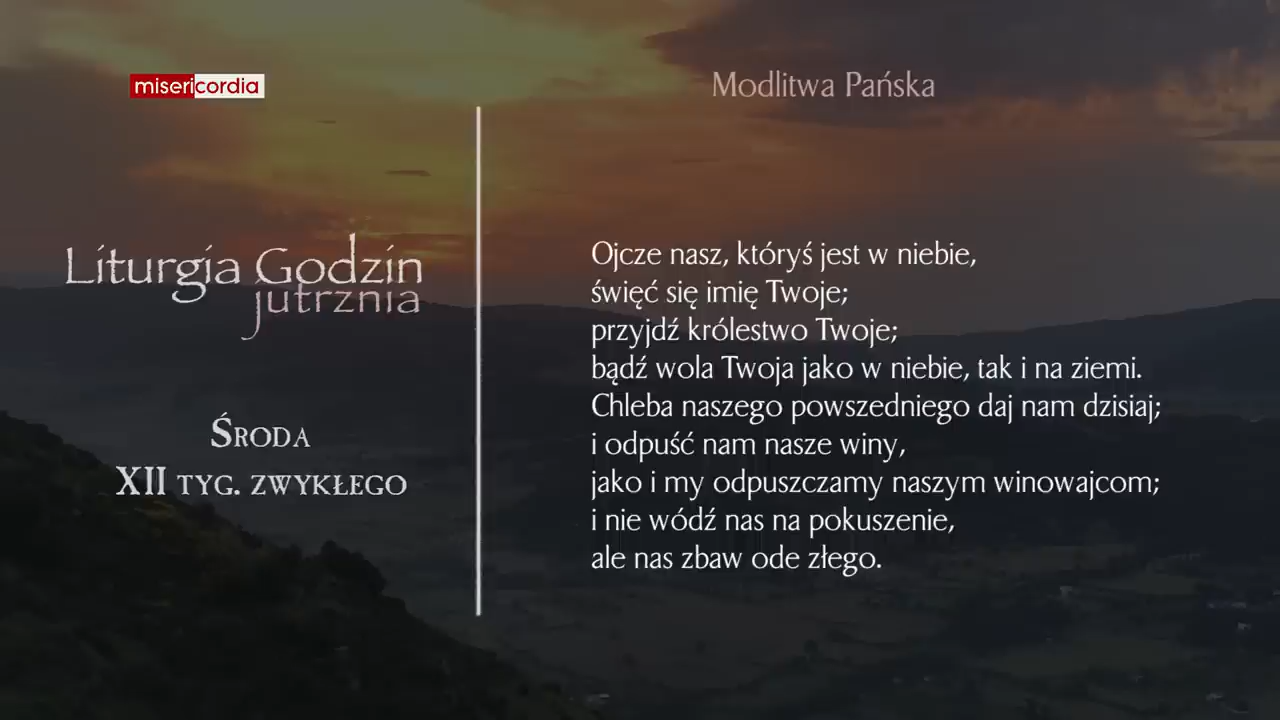 misericordia
Liturgia Godzin
jutrznia
Środa
XII tyg. zwykłego
Modlitwa Pańska
Ojcze nasz, któryś jest w niebie,
święć się imię Twoje;
przyjdź królestwo Twoje;
bądź wola Twoja jako w niebie, tak i na ziemi.
Chleba naszego powszedniego daj nam dzisiaj;
i odpuść nam nasze winy,
jako i my odpuszczamy naszym winowajcom;
i nie wódź nas na pokuszenie,
ale nas zbaw ode złego.